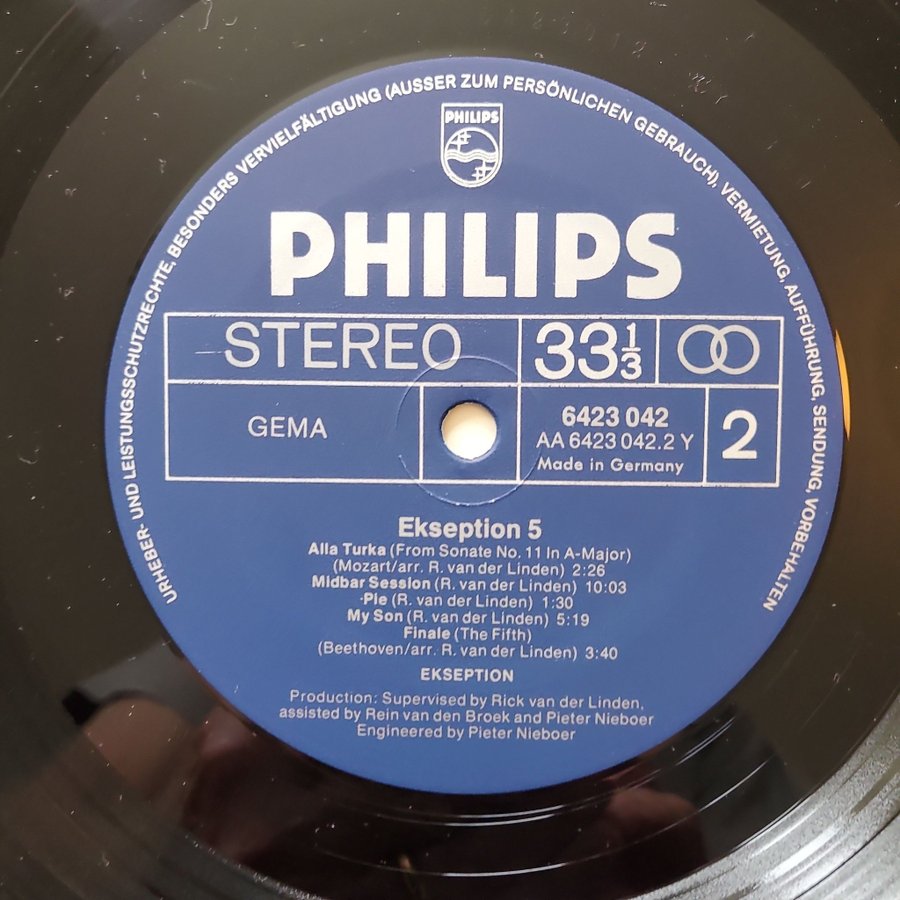 URHEBER- UND LEISTUNGSSCHUTZRECHTE, BESONDERS VERVIELFÄLTIGUNG (AUSSER ZUM PERSÖNLICHEN GEBRAUCH), VERMIETUNG, AUFFÜHRUNG, SENDUNG, VORBEHALTEN
PHILIPS
PHILIPS
STEREO 33 1/3
GEMA
6423 042
AA 6423 042.2 Y
Made in Germany
2
Ekseption 5
Alla Turka (From Sonate No. 11 In A-Major)
(Mozart/arr. R. van der Linden) 2:26
Midbar Session (R. van der Linden) 10:03
·Pie (R. van der Linden) 1:30
My Son (R. van der Linden) 5:19
Finale (The Fifth)
(Beethoven/arr. R. van der Linden) 3:40
EKSEPTION
Production: Supervised by Rick van der Linden,
assisted by Rein van den Broek and Pieter Nieboer
Engineered by Pieter Nieboer